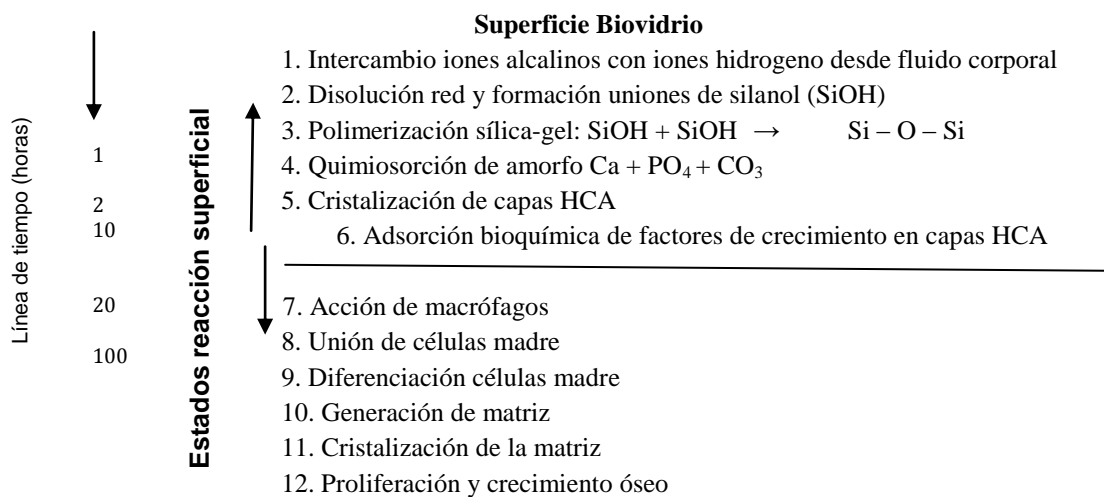 Superficie Biovidrio
1. Intercambio iones alcalinos con iones hidrogeno desde fluido corporal
2. Disolución red y formación uniones de silanol (SiOH)
3. Polimerización sílica-gel: SiOH + SiOH → Si – O – Si
4. Quimiosorción de amorfo Ca + PO₄ + CO₃
5. Cristalización de capas HCA
6. Adsorción bioquímica de factores de crecimiento en capas HCA
7. Acción de macrófagos
8. Unión de células madre
9. Diferenciación células madre
10. Generación de matriz
11. Cristalización de la matriz
12. Proliferación y crecimiento óseo
Línea de tiempo (horas)
1
2
10
20
100
Estados reacción superficial